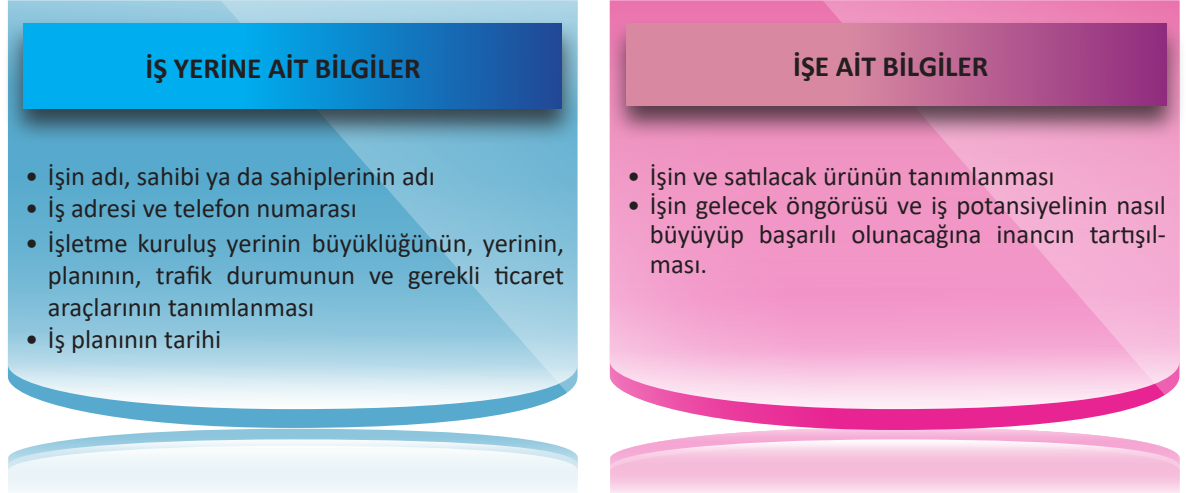 İŞ YERİNE AİT BİLGİLER
• İşin adı, sahibi ya da sahiplerinin adı
• İş adresi ve telefon numarası
• İşletme kuruluş yerinin büyüklüğünün, yerinin,
planının, trafik durumunun ve gerekli ticaret
araçlarının tanımlanması
• İş planının tarihi
İŞE AİT BİLGİLER
• İşin ve satılacak ürünün tanımlanması
• İşin gelecek öngörüsü ve iş potansiyelinin nasıl
büyüyüp başarılı olunacağına inancın tartışıl-
ması.